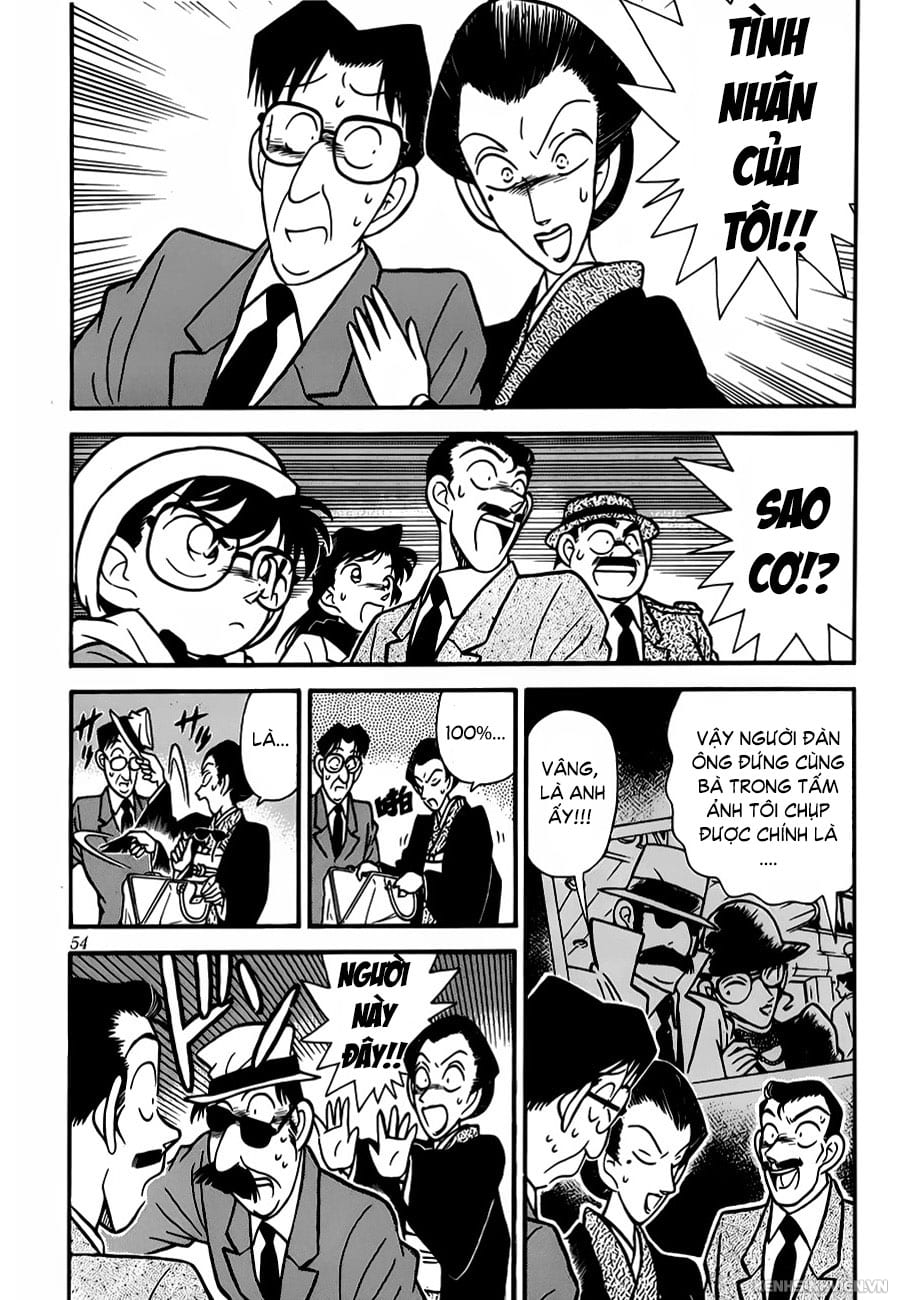 TÌNH
NHÂN
CỦA
TÔI!!
SAO
CƠ!?
VẬY NGƯỜI ĐÀN
ÔNG ĐỨNG CÙNG
BÀ TRONG TẤM
ẢNH TÔI CHỤP
ĐƯỢC CHÍNH LÀ
....
VÂNG,
LÀ ANH
ẤY!!!
100%...
LÀ...
54
NGƯỜI
NÀY
ĐÂY!!